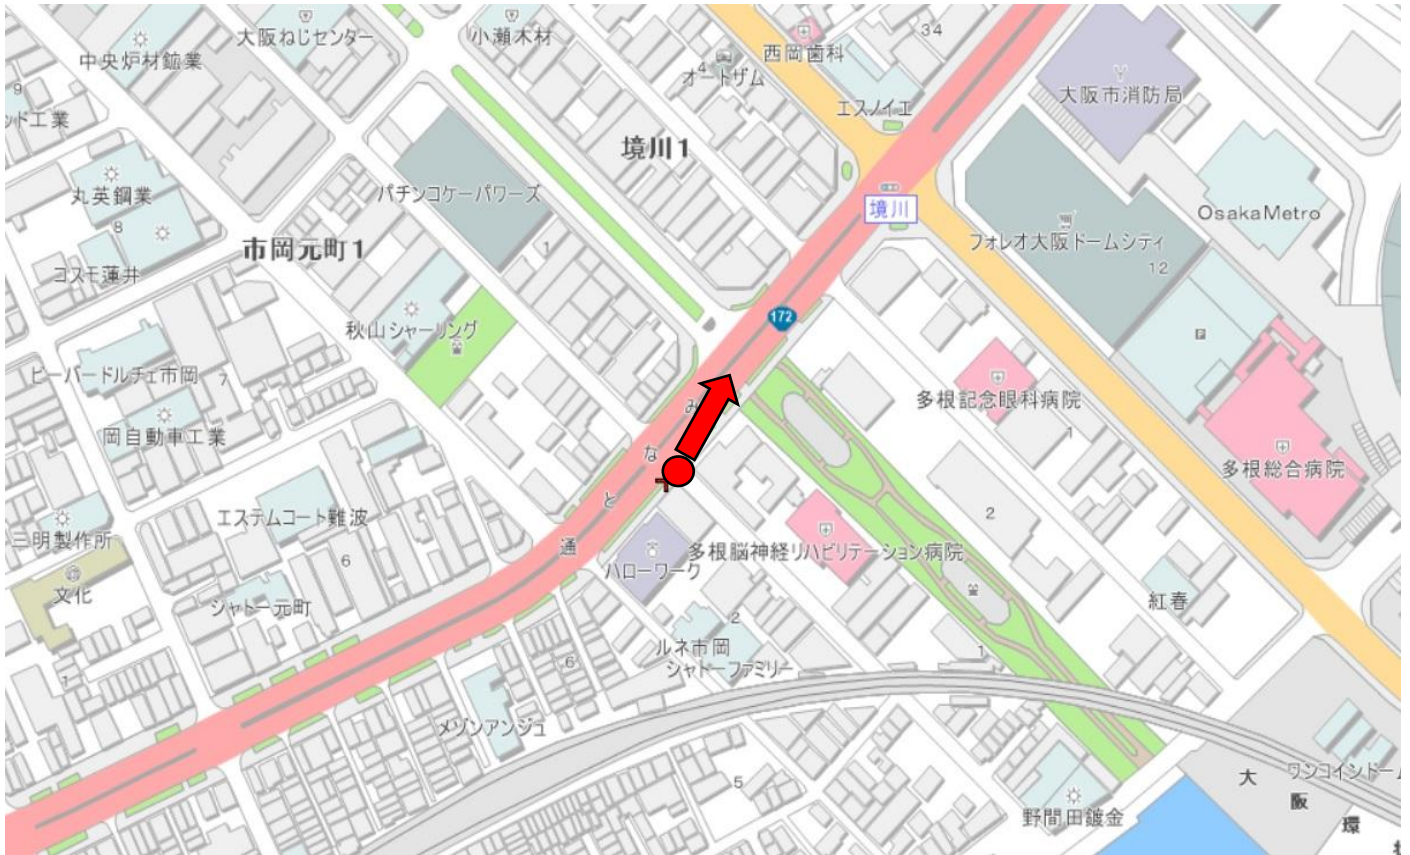 大阪ねじセンター
小瀬木材
34
中央炉材鉱業
西岡歯科
4
オートザム
9
ンド工業
エスノイエ
大阪市消防局
境川1
丸英鋼業
パチンコケーパワーズ
8
境川
OsakaMetro
市岡元町1
1
フォレオ大阪ドームシティ
12
コスモ蓮井
秋山シャーリング
172
P
ビーバードルチェ市岡
7
多根記念眼科病院
み
岡自動車工業
な
1
多根総合病院
と
エステムコート難波
2
通
三明製作所
6
多根脳神経リハビリテーション病院
ハローワーク
文化
シャトー元町
紅春
2
ルネ市岡
6
シャトーファミリー
1
1
メゾンアンジュ
5
大
ワンコインドーム
阪
野間田鍍金
環